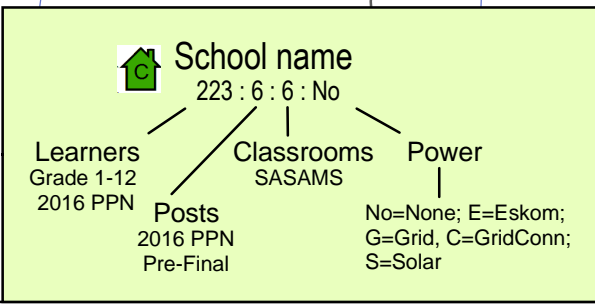 C
School name
223 : 6 : 6 : No
Learners
Grade 1-12
2016 PPN
Posts
2016 PPN
Pre-Final
Classrooms
SASAMS
Power
No=None; E=Eskom;
G=Grid, C=GridConn;
S=Solar